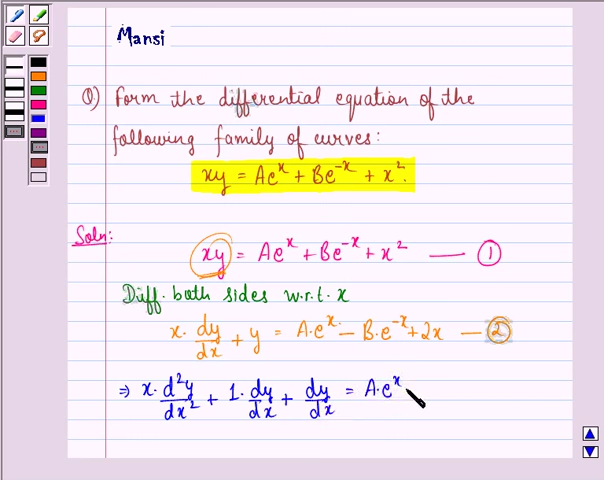 Mansi
Q) Form the differential equation of the
following family of curves:
xy = Ae^x + Be^-x + x^2.
Soln:
xy = Ae^x + Be^-x + x^2 — ①
Diff. both sides w.r.t. x
x. dy/dx + y = A.e^x - B.e^-x + 2x — ②
⇒ x. d^2y/dx^2 + 1. dy/dx + dy/dx = A.e^x